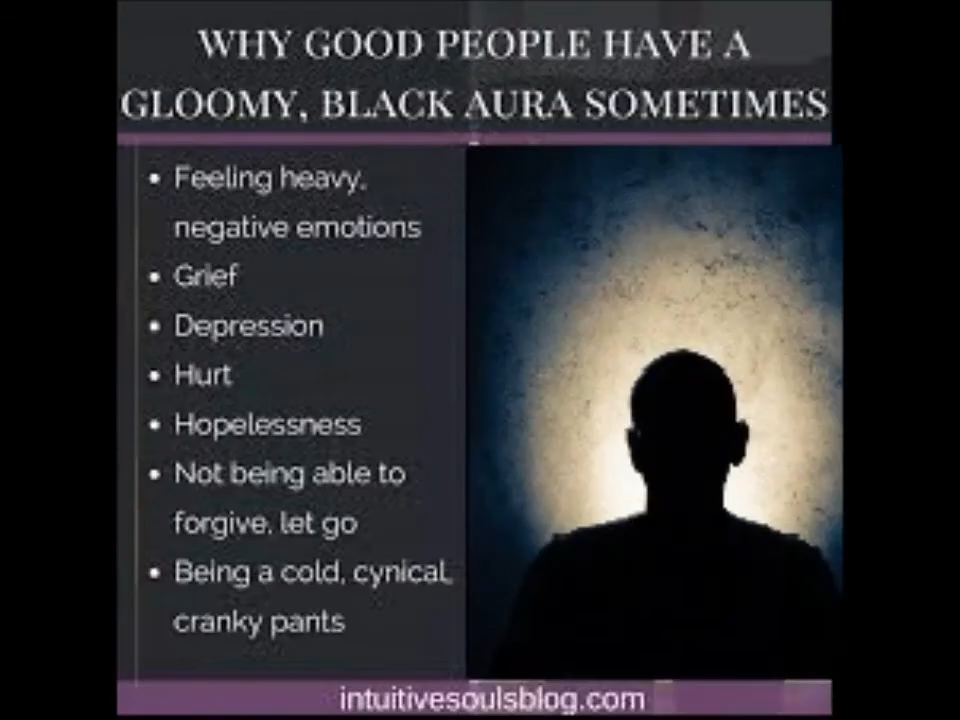 WHY GOOD PEOPLE HAVE A
GLOOMY, BLACK AURA SOMETIMES
• Feeling heavy,
negative emotions
• Grief
• Depression
• Hurt
• Hopelessness
• Not being able to
forgive, let go
• Being a cold, cynical,
cranky pants
intuitivesoulsblog.com